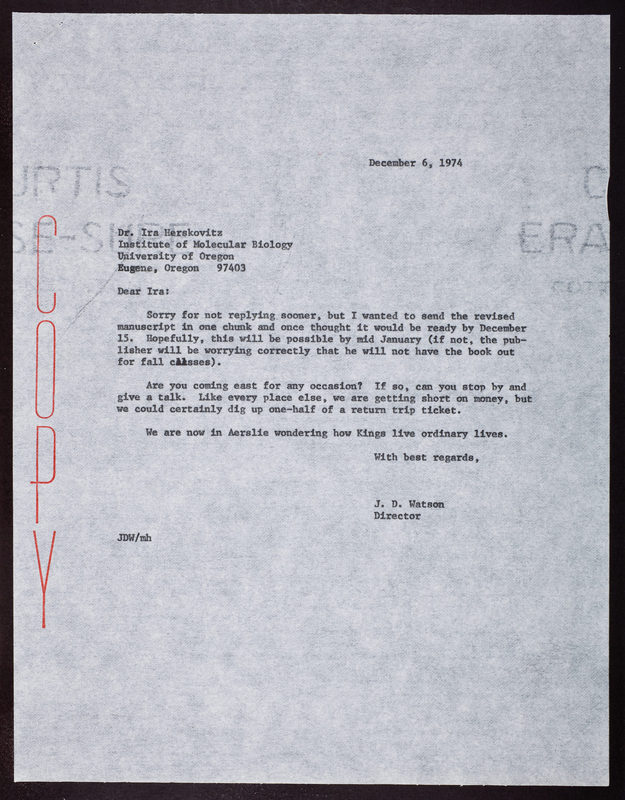 December 6, 1974
URTIS
C
SE-SHEE
ERA
COPY
Dr. Ira Herskovitz
Institute of Molecular Biology
University of Oregon
Eugene, Oregon 97403
Dear Ira:
Sorry for not replying sooner, but I wanted to send the revised
manuscript in one chunk and once thought it would be ready by December
15. Hopefully, this will be possible by mid January (if not, the pub-
lisher will be worrying correctly that he will not have the book out
for fall classes).
Are you coming east for any occasion? If so, can you stop by and
give a talk. Like every place else, we are getting short on money, but
we could certainly dig up one-half of a return trip ticket.
We are now in Aerslie wondering how Kings live ordinary lives.
With best regards,
J. D. Watson
Director
JDW/mh